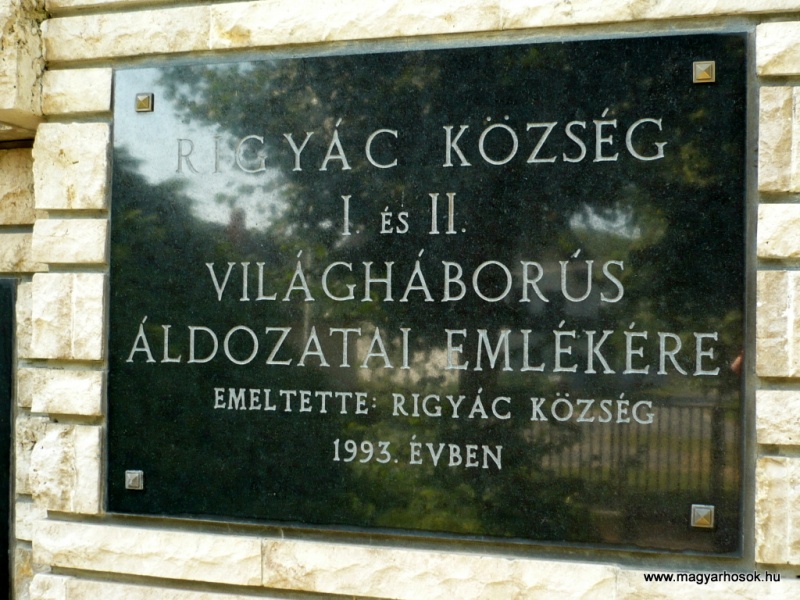 RIGYÁC KÖZSÉG
I. ÉS II.
VILÁGHÁBORÚS
ÁLDOZATAI EMLÉKÉRE
EMELTETTE: RIGYÁC KÖZSÉG
1993. ÉVBEN
www.magyarhosok.hu